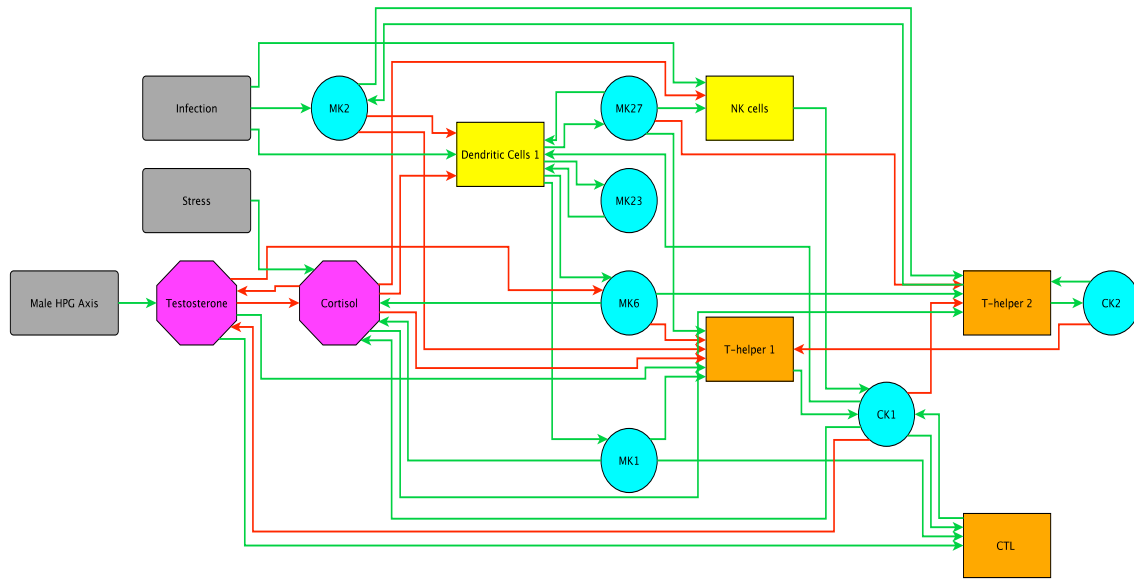 Infection
MK2
MK27
NK cells
Dendritic Cells 1
Stress
MK23
Male HPG Axis
Testosterone
Cortisol
MK6
T-helper 2
CK2
T-helper 1
CK1
MK1
CTL